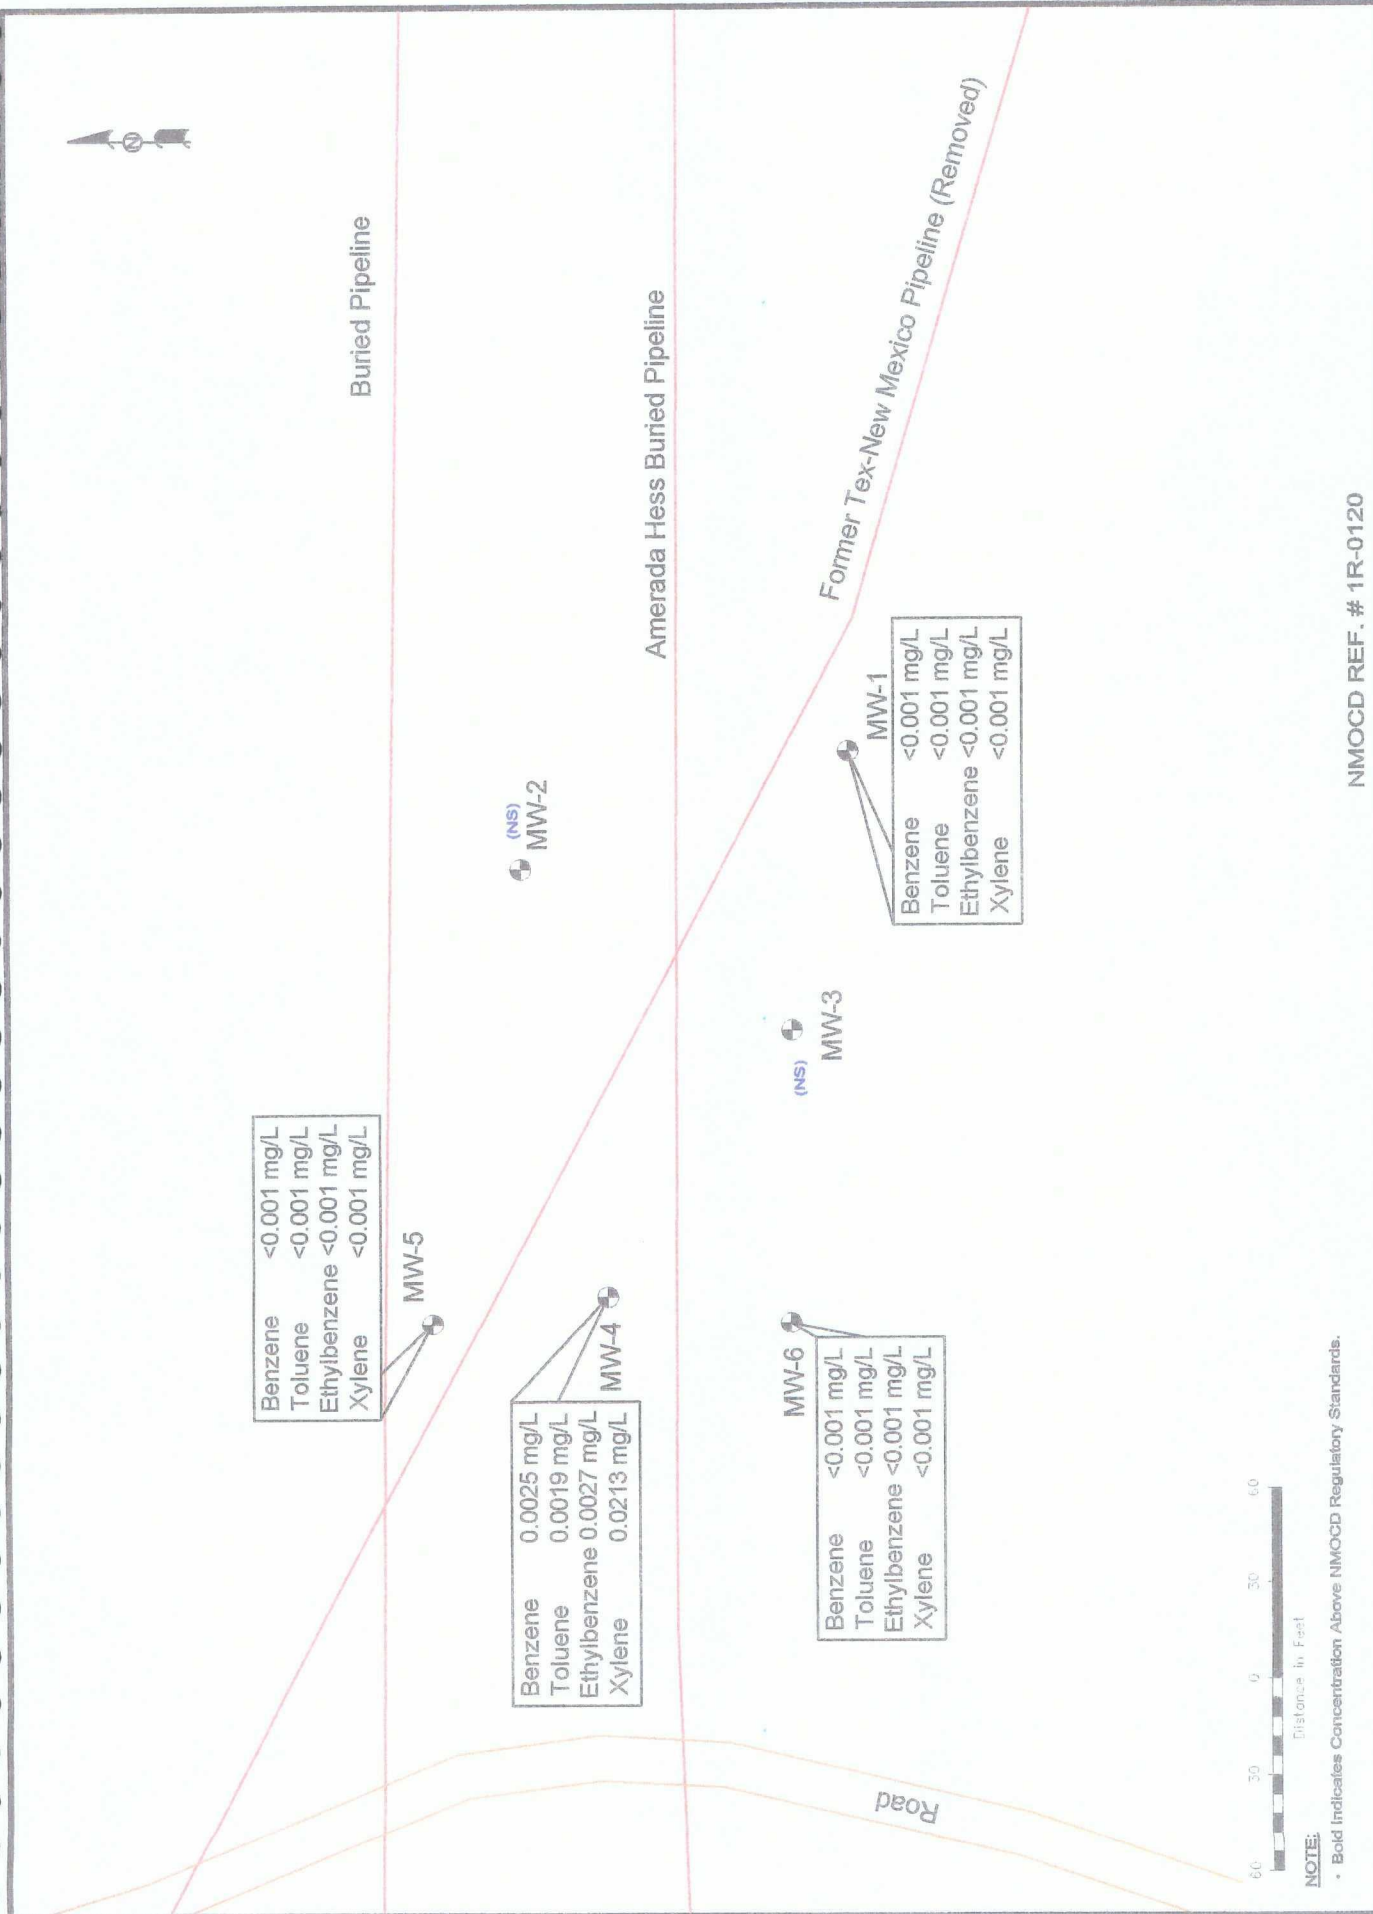 N
Buried Pipeline
Amerada Hess Buried Pipeline
Former Tex-New Mexico Pipeline (Removed)
Benzene <0.001 mg/L
Toluene <0.001 mg/L
Ethylbenzene <0.001 mg/L
Xylene <0.001 mg/L
MW-5
(NS)
MW-2
Benzene 0.0025 mg/L
Toluene 0.0019 mg/L
Ethylbenzene 0.0027 mg/L
Xylene 0.0213 mg/L
MW-4
(NS)
MW-3
MW-6
Benzene <0.001 mg/L
Toluene <0.001 mg/L
Ethylbenzene <0.001 mg/L
Xylene <0.001 mg/L
MW-1
Benzene <0.001 mg/L
Toluene <0.001 mg/L
Ethylbenzene <0.001 mg/L
Xylene <0.001 mg/L
Road
60 30 0 30 60
Distance in Feet
NOTE:
• Bold Indicates Concentration Above NMOCD Regulatory Standards.
NMOCD REF. # 1R-0120